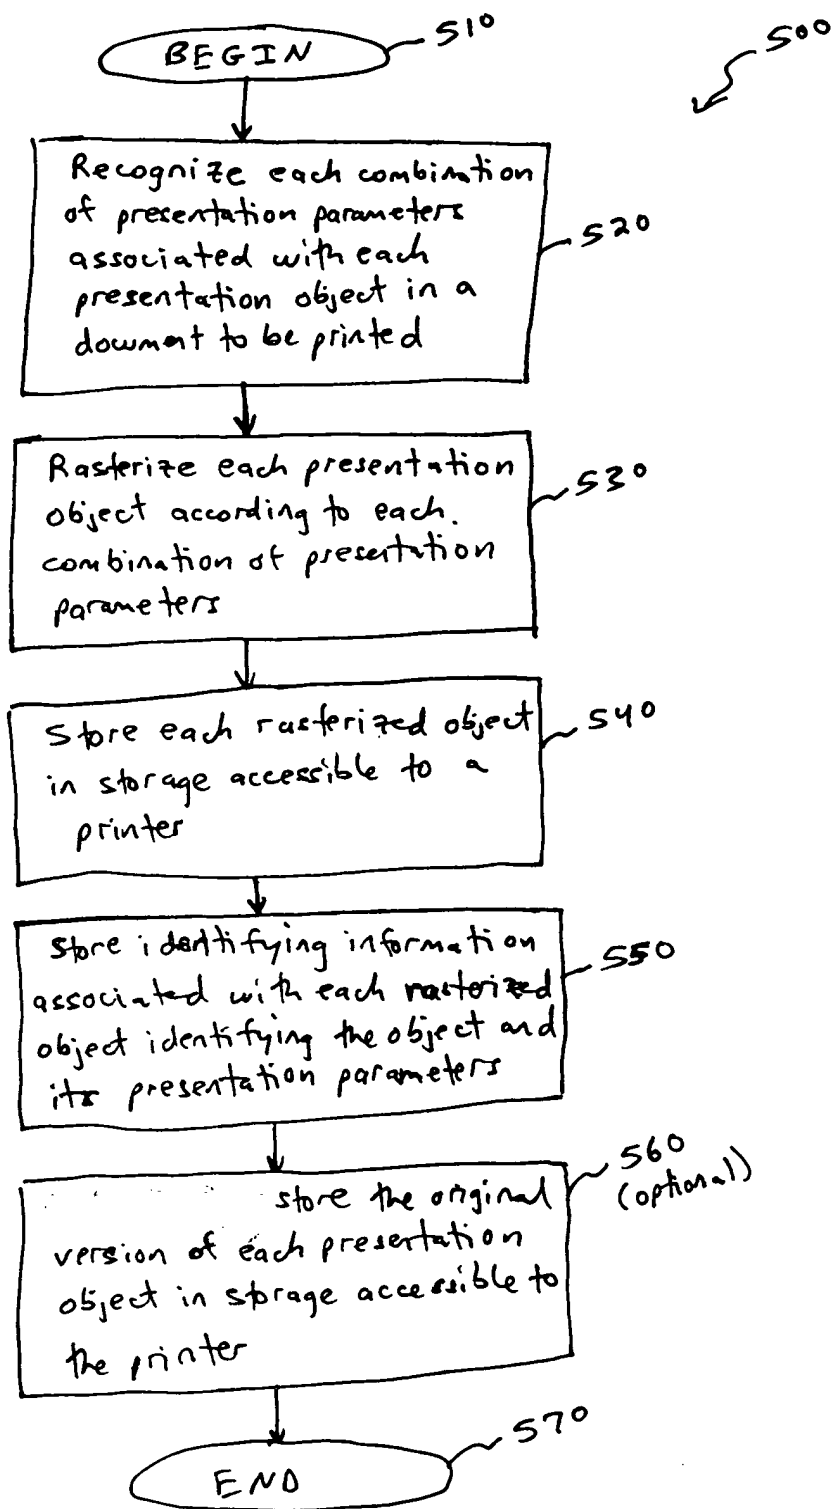 BEGIN
510
500
Recognize each combination
of presentation parameters
associated with each
presentation object in a
document to be printed
520
Rasterize each presentation
object according to each.
combination of presentation
parameters
530
Store each rasterized object
in storage accessible to a
printer
540
Store identifying information
associated with each rasterized
object identifying the object and
its presentation parameters
550
store the original
version of each presentation
object in storage accessible to
the printer
560
(optional)
END
570